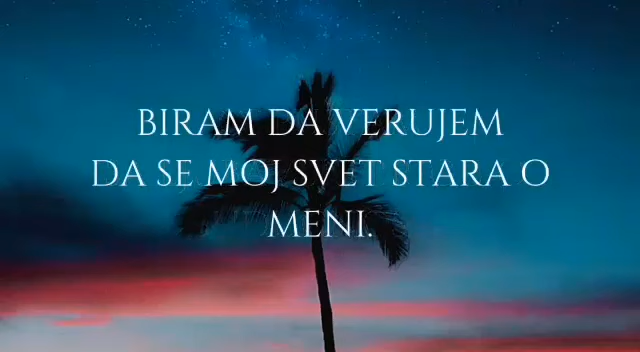 BIRAM DA VERUJEM
DA SE MOJ SVET STARA O
MENI.